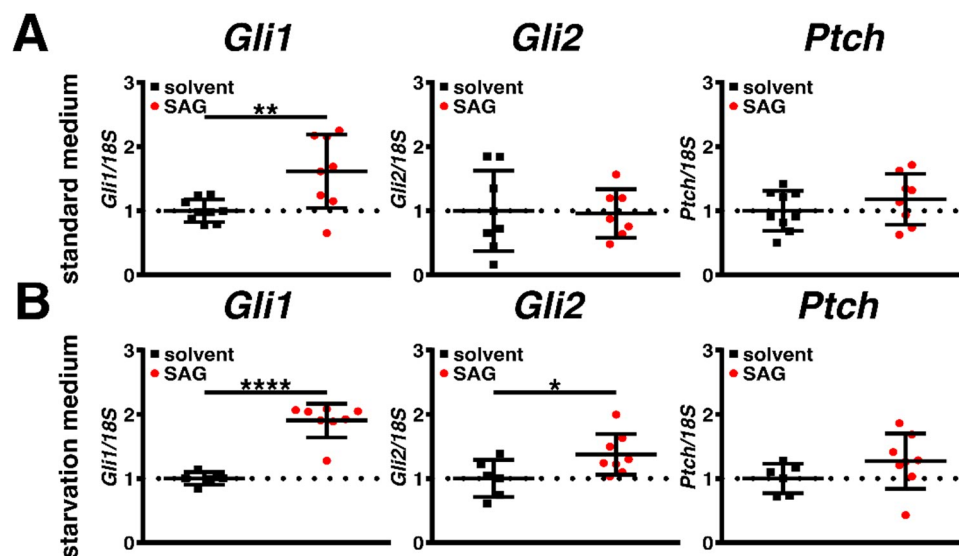 A
Gli1
Gli2
Ptch
standard medium
Gli1/18S
3
2
1
0
solvent
SAG
**
Gli2/18S
3
2
1
0
solvent
SAG
Ptch/18S
3
2
1
0
solvent
SAG
B
Gli1
Gli2
Ptch
starvation medium
Gli1/18S
3
2
1
0
solvent
SAG
****
Gli2/18S
3
2
1
0
solvent
SAG
*
Ptch/18S
3
2
1
0
solvent
SAG